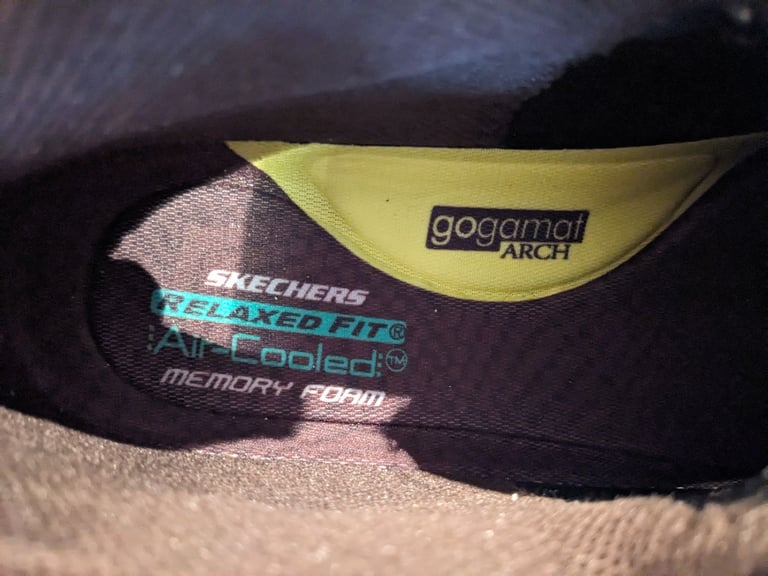 SKECHERS
RELAXED FIT®
Air-Cooled™
MEMORY FOAM
gogamat
ARCH